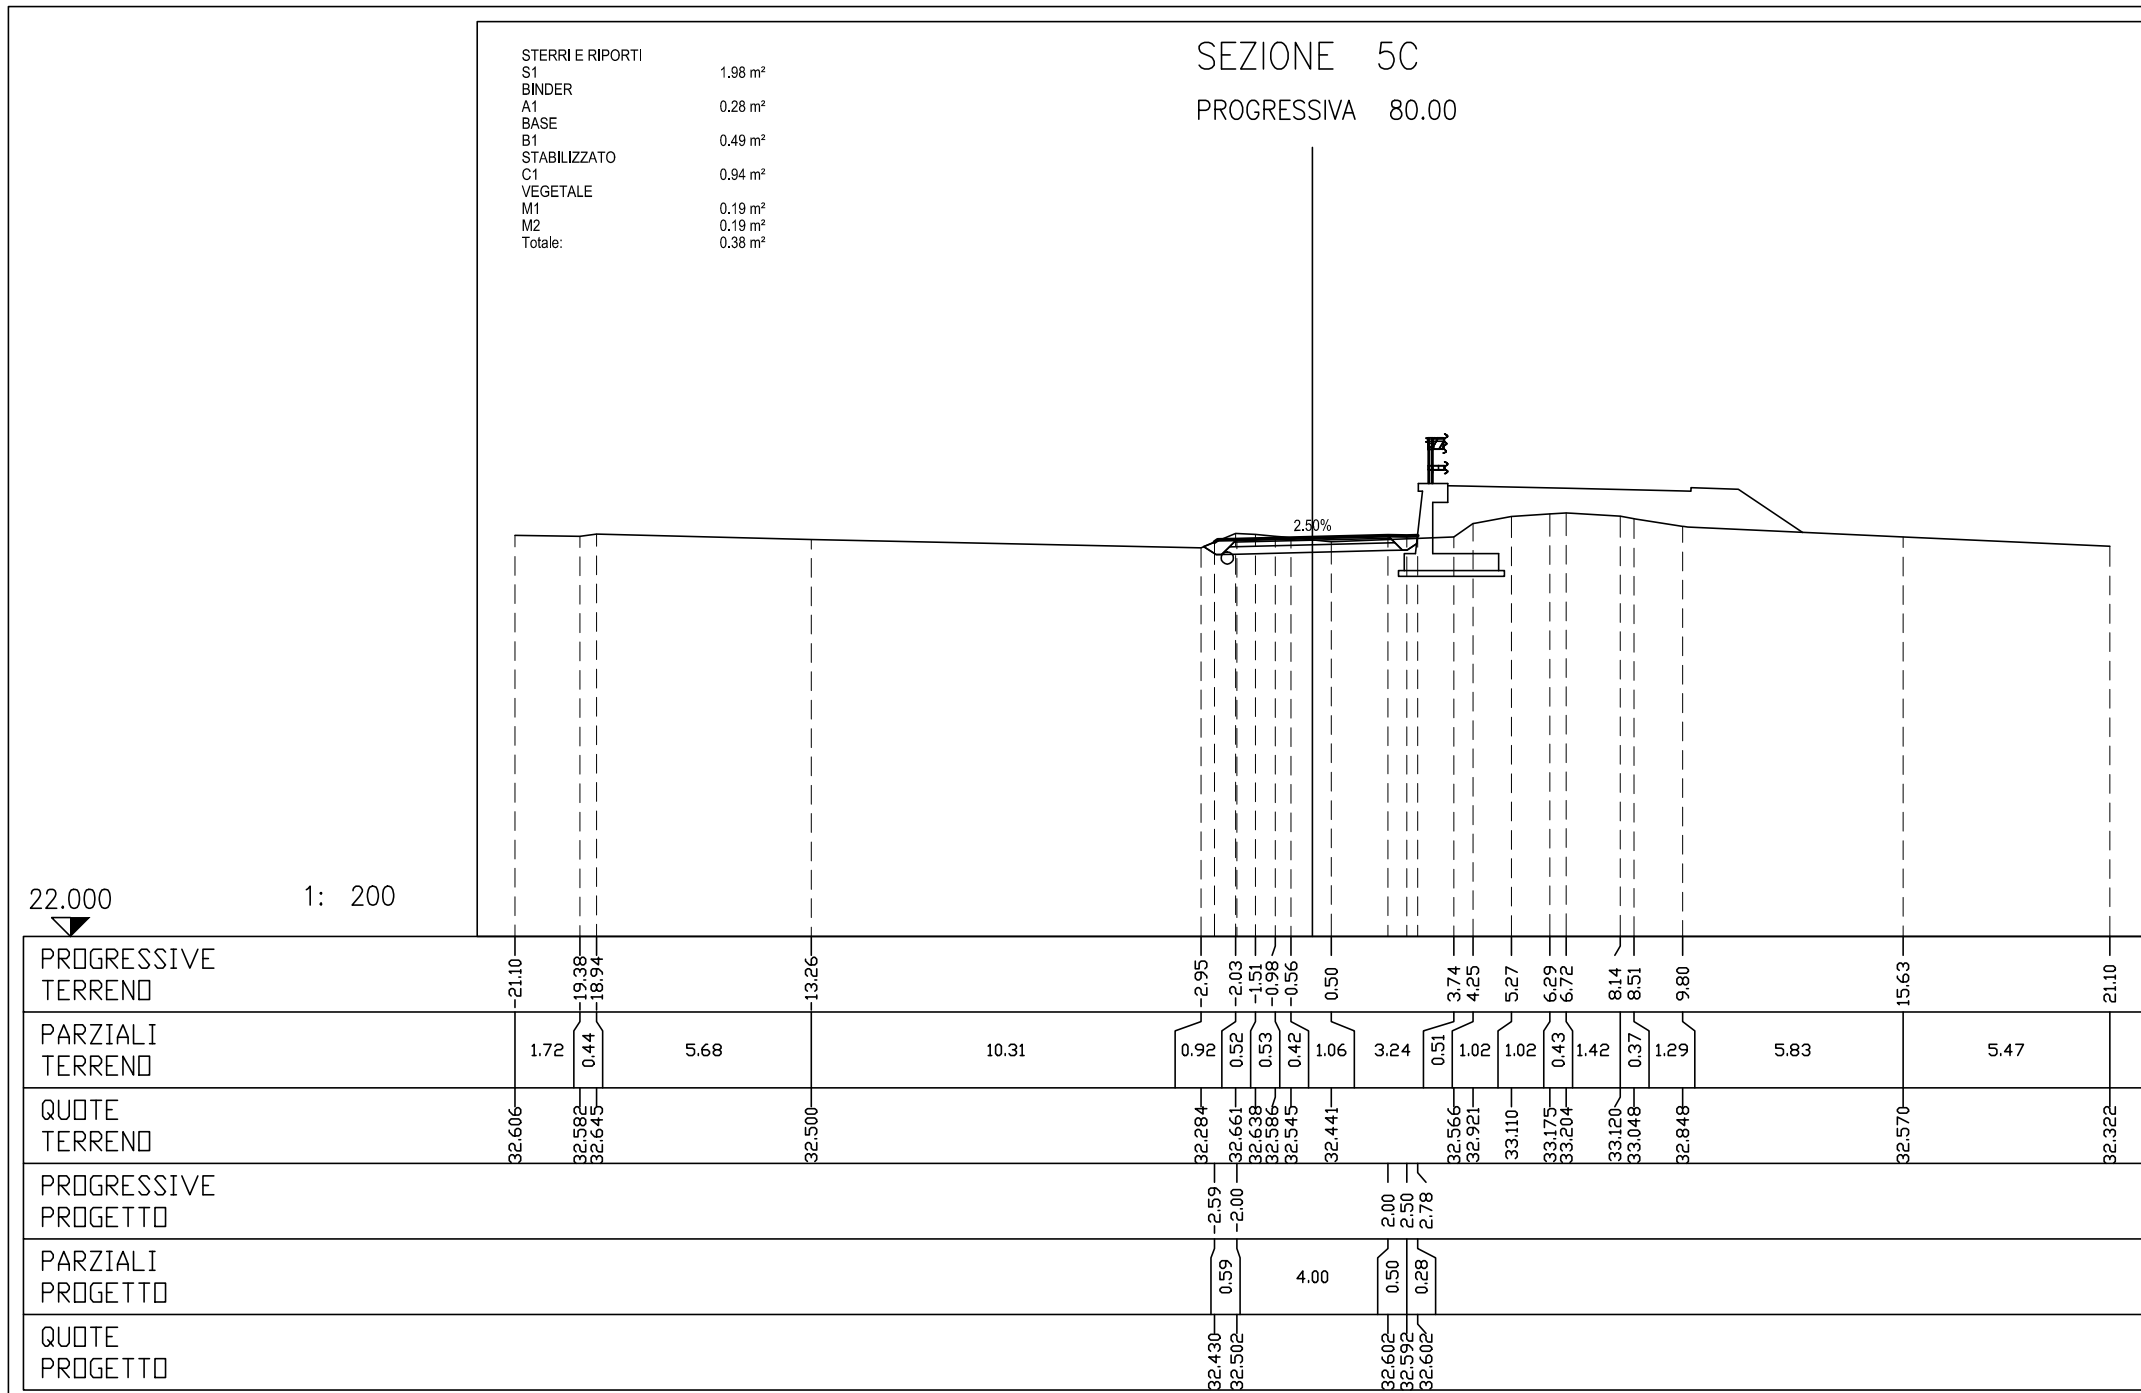 STERRI E RIPORTI
S1 1.98 m²
BINDER
A1 0.28 m²
BASE
B1 0.49 m²
STABILIZZATO
C1 0.94 m²
VEGETALE
M1 0.19 m²
M2 0.19 m²
Totale: 0.38 m²
SEZIONE 5C
PROGRESSIVA 80.00
2.50%
22.000
1: 200
PROGRESSIVE
TERRENO
-21.10 -19.38 -18.94 -13.26 -2.95 -2.03 -1.51 -0.98 -0.56 0.50 3.74 4.25 5.27 6.29 6.72 8.14 8.51 9.80 15.63 21.10
PARZIALI
TERRENO
1.72 0.44 5.68 10.31 0.92 0.52 0.53 0.42 1.06 3.24 0.51 1.02 1.02 0.43 1.42 0.37 1.29 5.83 5.47
QUOTE
TERRENO
32.606 32.582 32.645 32.500 32.284 32.661 32.638 32.586 32.545 32.441 32.566 32.921 33.110 33.175 33.204 33.120 33.048 32.848 32.570 32.322
PROGRESSIVE
PROGETTO
-2.59 -2.00 2.00 2.50 2.78
PARZIALI
PROGETTO
0.59 4.00 0.50 0.28
QUOTE
PROGETTO
32.430 32.502 32.602 32.592 32.602